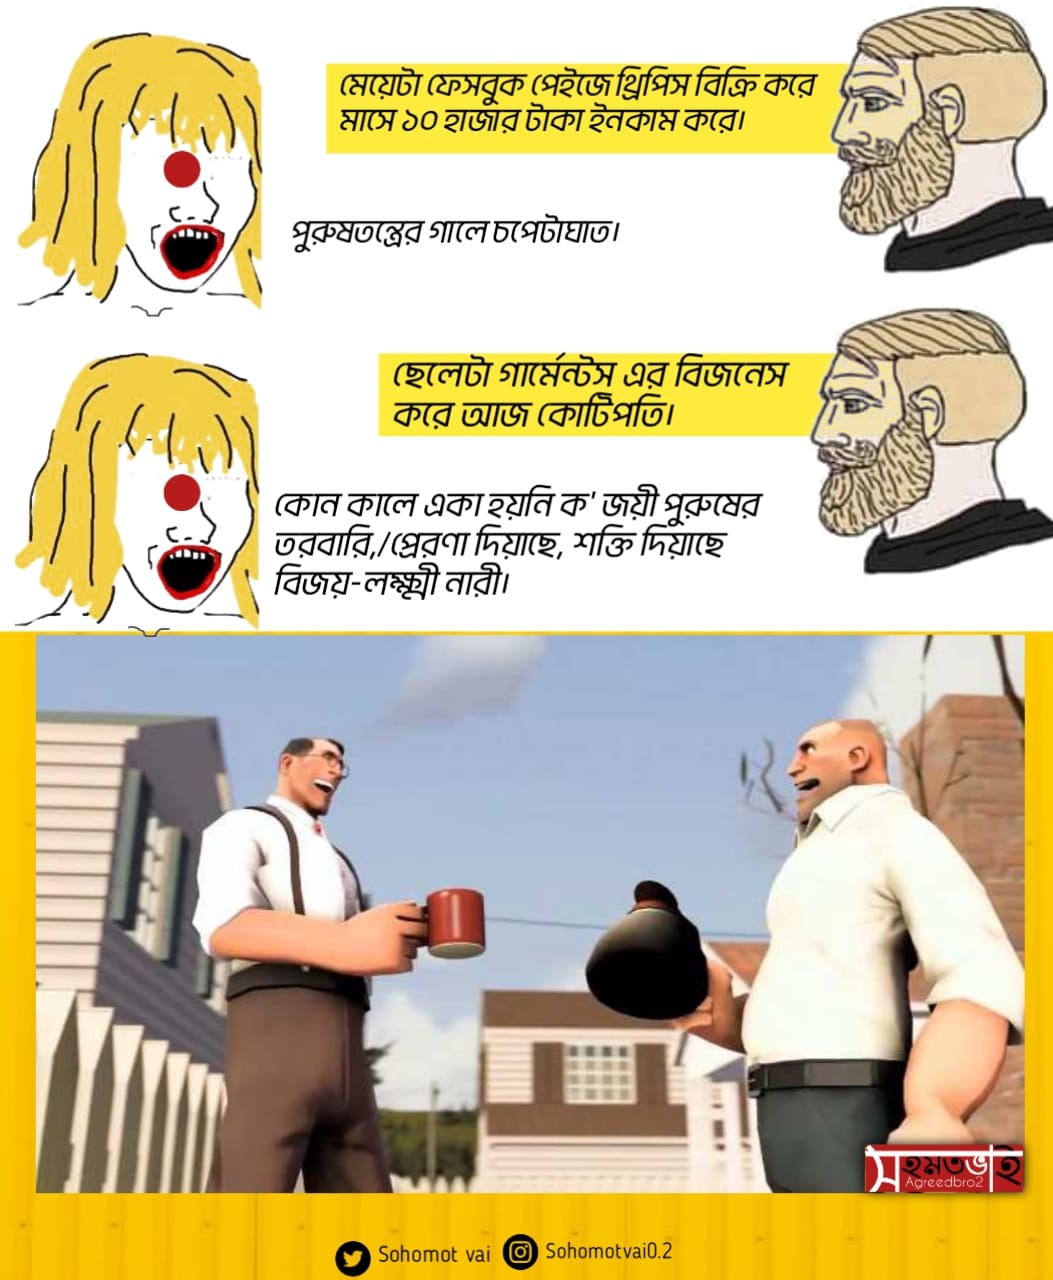 মেয়েটা ফেসবুক পেইজে থ্রিপিস বিক্রি করে
মাসে ১০ হাজার টাকা ইনকাম করে।
পুরুষতন্ত্রের গালে চপেটাঘাত।
ছেলেটা গার্মেন্টস এর বিজনেস
করে আজ কোটিপতি।
কোন কালে একা হয়নি ক' জয়ী পুরুষের
তরবারি,/প্রেরণা দিয়াছে, শক্তি দিয়াছে
বিজয়-লক্ষ্মী নারী।
সহমতভাই
Agreedbro2
Sohomot vai
Sohomotvai0.2